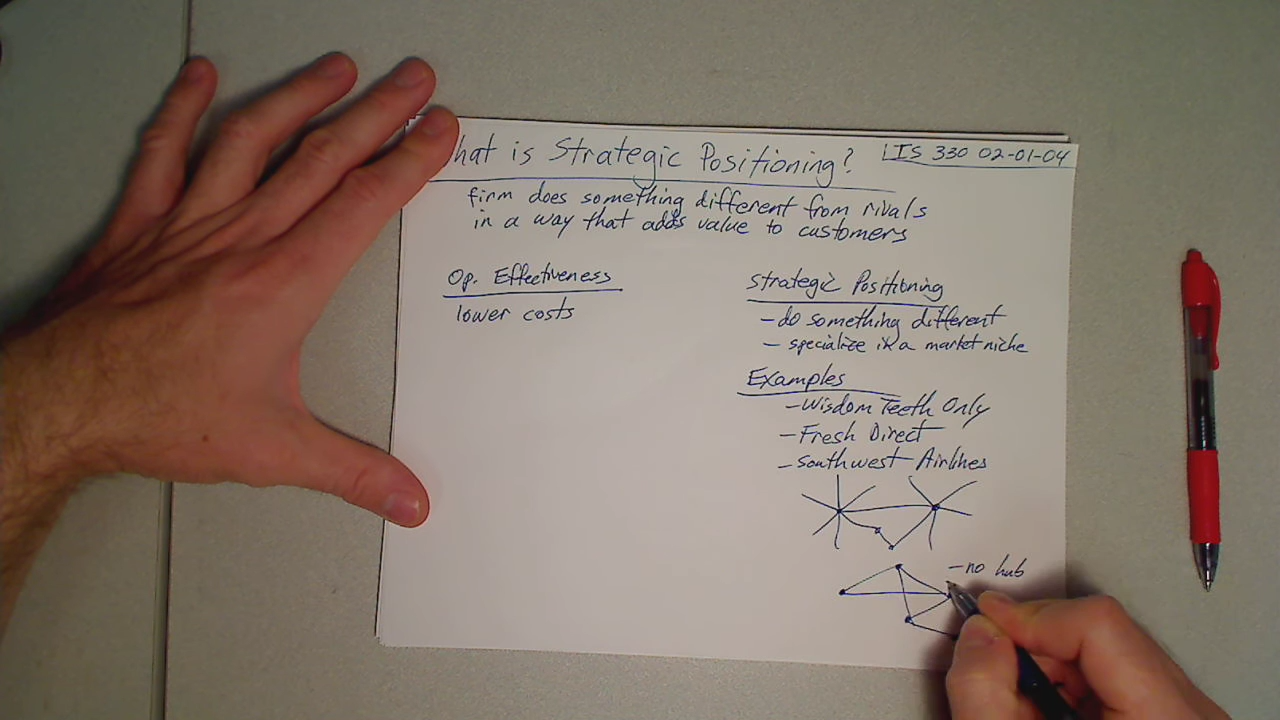 What is Strategic Positioning?
LIS 330 02-01-04
firm does something different from rivals
in a way that adds value to customers
Op. Effectiveness
lower costs
Strategic Positioning
- do something different
- specialize in a market niche
Examples
- Wisdom Teeth Only
- Fresh Direct
- Southwest Airlines
- no hub